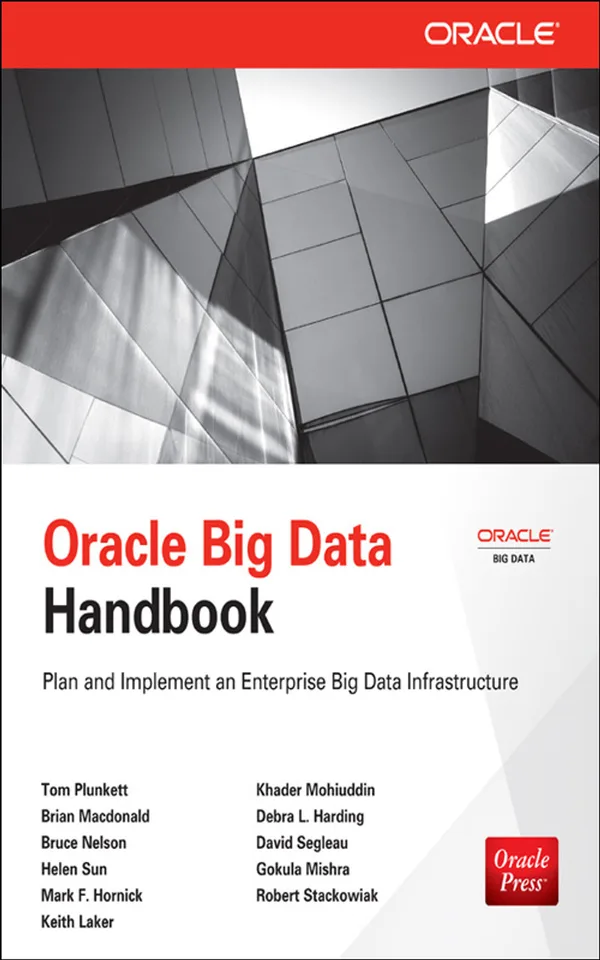 ORACLE®
Oracle Big Data
Handbook
ORACLE®
BIG DATA
Plan and Implement an Enterprise Big Data Infrastructure
Tom Plunkett
Brian Macdonald
Bruce Nelson
Helen Sun
Mark F. Hornick
Keith Laker
Khader Mohiuddin
Debra L. Harding
David Segleau
Gokula Mishra
Robert Stackowiak
Oracle
Press™